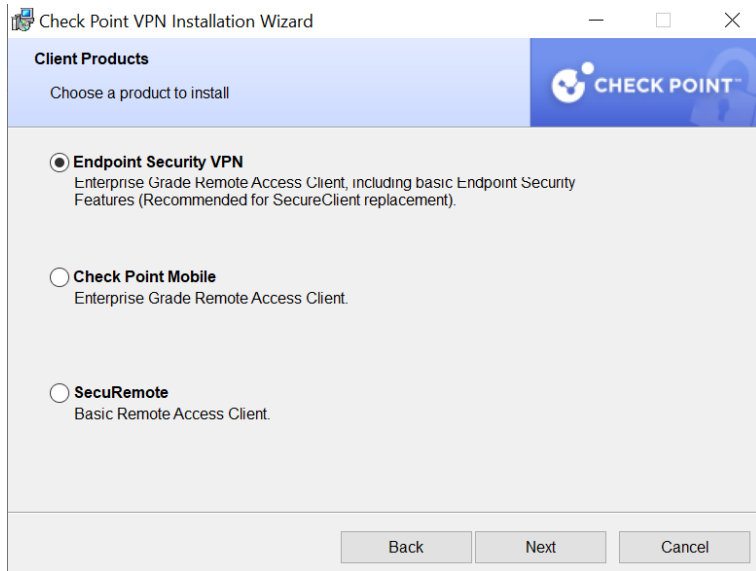 Check Point VPN Installation Wizard
Client Products
Choose a product to install
CHECK POINT™
Endpoint Security VPN
Enterprise Grade Remote Access Client, including basic Endpoint Security
Features (Recommended for SecureClient replacement).
Check Point Mobile
Enterprise Grade Remote Access Client.
SecuRemote
Basic Remote Access Client.
Back
Next
Cancel